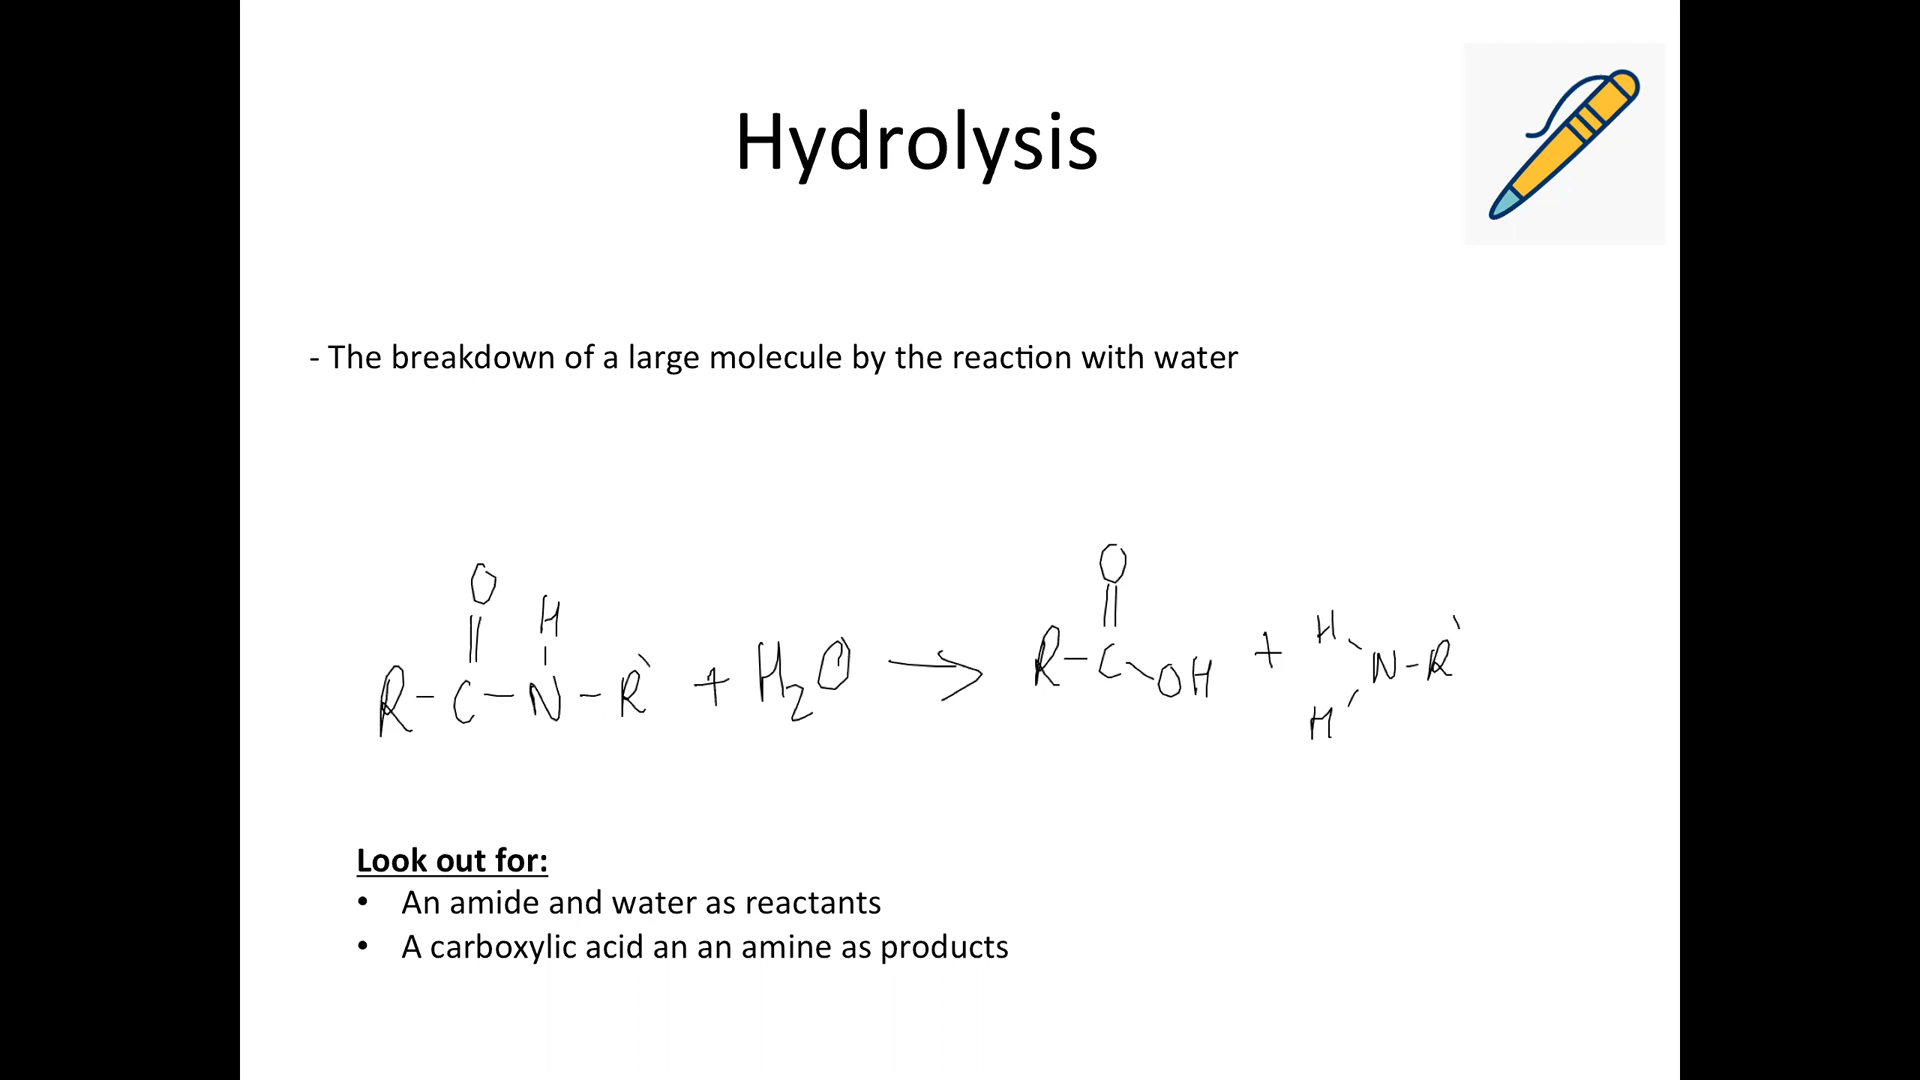 Hydrolysis
- The breakdown of a large molecule by the reaction with water
O
H
O
H
R-C-N-R` + H2O → R-C-OH + N-R`
H
Look out for:
• An amide and water as reactants
• A carboxylic acid an an amine as products